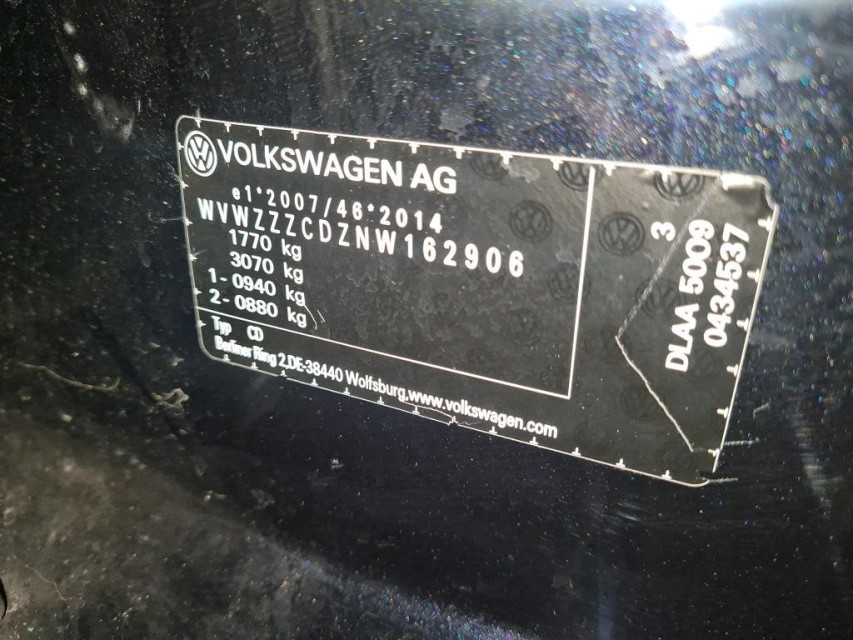 VOLKSWAGEN AG
e1*2007/46*2014
WVWZZZCDZNW162906
1770 kg
3070 kg
1 - 0940 kg
2 - 0880 kg
Typ CD
Berliner Ring 2,DE-38440 Wolfsburg,www.volkswagen.com
3
DLAA 5009
0434537